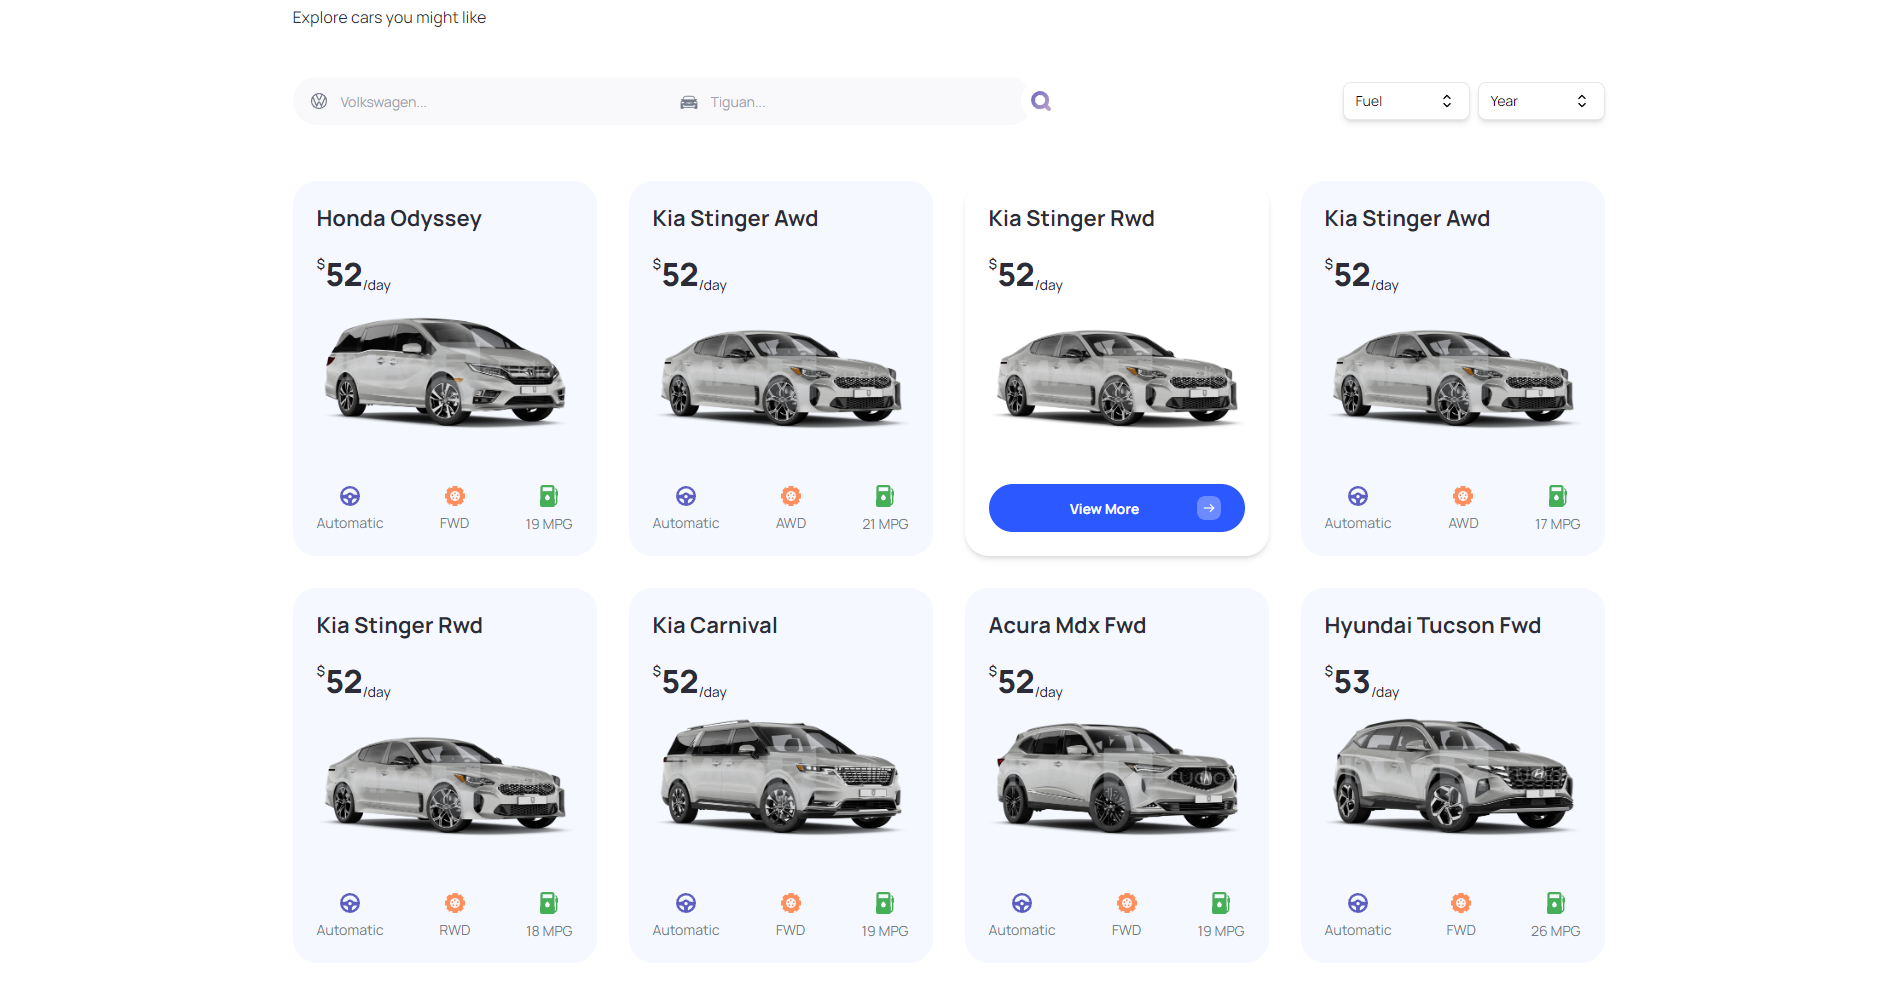 Explore cars you might like
Volkswagen...
Tiguan...
Fuel
Year
Honda Odyssey
$52/day
Automatic
FWD
19 MPG
Kia Stinger Awd
$52/day
Automatic
AWD
21 MPG
Kia Stinger Rwd
$52/day
View More
Kia Stinger Awd
$52/day
Automatic
AWD
17 MPG
Kia Stinger Rwd
$52/day
Automatic
RWD
18 MPG
Kia Carnival
$52/day
Automatic
FWD
19 MPG
Acura Mdx Fwd
$52/day
Automatic
FWD
19 MPG
Hyundai Tucson Fwd
$53/day
Automatic
FWD
26 MPG